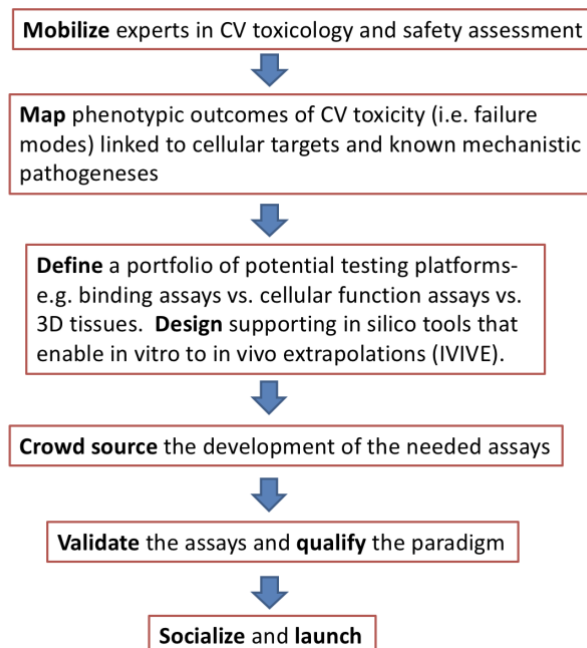 Mobilize experts in CV toxicology and safety assessment
Map phenotypic outcomes of CV toxicity (i.e. failure
modes) linked to cellular targets and known mechanistic
pathogeneses
Define a portfolio of potential testing platforms-
e.g. binding assays vs. cellular function assays vs.
3D tissues.  Design supporting in silico tools that
enable in vitro to in vivo extrapolations (IVIVE).
Crowd source the development of the needed assays
Validate the assays and qualify the paradigm
Socialize and launch